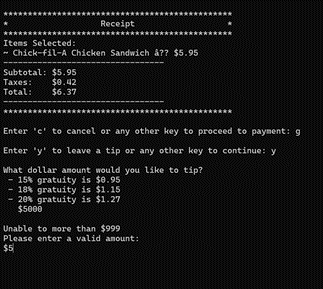 ************************************************
* Receipt *
************************************************
Items Selected:
~ Chick-fil-A Chicken Sandwich â?? $5.95
----------------------------------
Subtotal: $5.95
Taxes: $0.42
Total: $6.37
----------------------------------
************************************************
Enter 'c' to cancel or any other key to proceed to payment: g
Enter 'y' to leave a tip or any other key to continue: y
What dollar amount would you like to tip?
- 15% gratuity is $0.95
- 18% gratuity is $1.15
- 20% gratuity is $1.27
$5000
Unable to more than $999
Please enter a valid amount:
$5